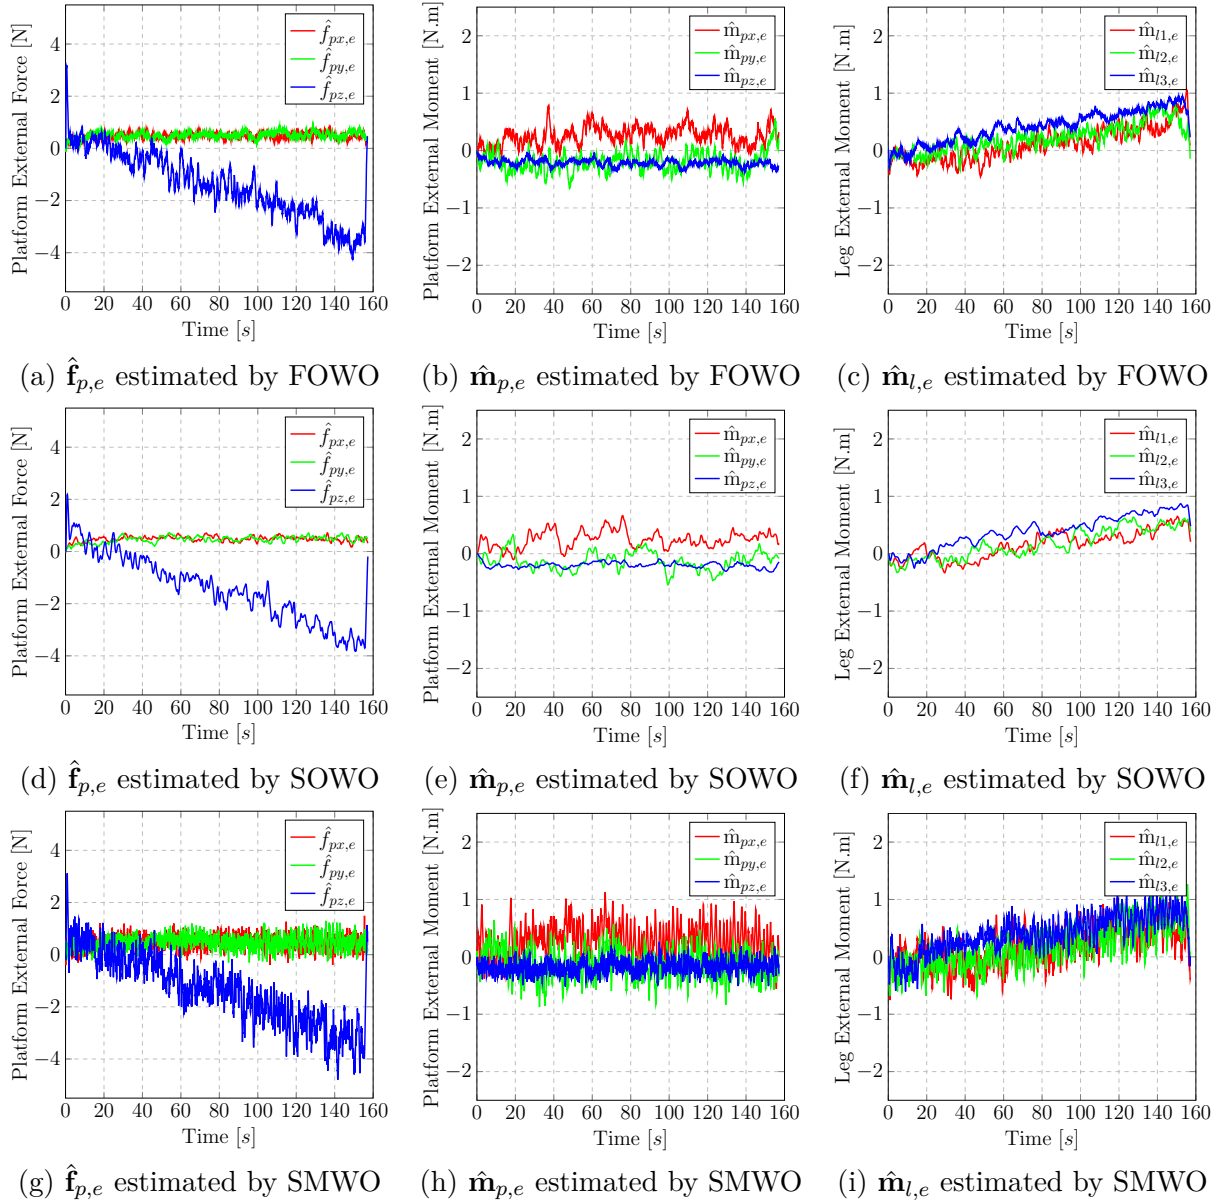 Platform External Force [N]
4
2
0
−2
−4
f̂px,e
f̂py,e
f̂pz,e
0 20 40 60 80 100 120 140 160
Time [s]
(a) f̂p,e estimated by FOWO
Platform External Moment [N.m]
2
1
0
−1
−2
m̂px,e
m̂py,e
m̂pz,e
0 20 40 60 80 100 120 140 160
Time [s]
(b) m̂p,e estimated by FOWO
Leg External Moment [N.m]
2
1
0
−1
−2
m̂l1,e
m̂l2,e
m̂l3,e
0 20 40 60 80 100 120 140 160
Time [s]
(c) m̂l,e estimated by FOWO
Platform External Force [N]
4
2
0
−2
−4
f̂px,e
f̂py,e
f̂pz,e
0 20 40 60 80 100 120 140 160
Time [s]
(d) f̂p,e estimated by SOWO
Platform External Moment [N.m]
2
1
0
−1
−2
m̂px,e
m̂py,e
m̂pz,e
0 20 40 60 80 100 120 140 160
Time [s]
(e) m̂p,e estimated by SOWO
Leg External Moment [N.m]
2
1
0
−1
−2
m̂l1,e
m̂l2,e
m̂l3,e
0 20 40 60 80 100 120 140 160
Time [s]
(f) m̂l,e estimated by SOWO
Platform External Force [N]
4
2
0
−2
−4
f̂px,e
f̂py,e
f̂pz,e
0 20 40 60 80 100 120 140 160
Time [s]
(g) f̂p,e estimated by SMWO
Platform External Moment [N.m]
2
1
0
−1
−2
m̂px,e
m̂py,e
m̂pz,e
0 20 40 60 80 100 120 140 160
Time [s]
(h) m̂p,e estimated by SMWO
Leg External Moment [N.m]
2
1
0
−1
−2
m̂l1,e
m̂l2,e
m̂l3,e
0 20 40 60 80 100 120 140 160
Time [s]
(i) m̂l,e estimated by SMWO